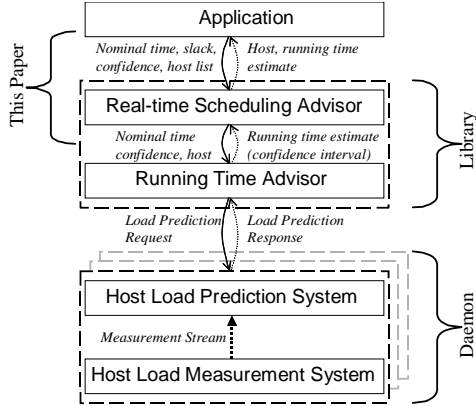 Application
Nominal time, slack,
confidence, host list
Host, running time
estimate
This Paper
Real-time Scheduling Advisor
Nominal time
confidence, host
Running time estimate
(confidence interval)
Library
Running Time Advisor
Load Prediction
Request
Load Prediction
Response
Host Load Prediction System
Measurement Stream
Daemon
Host Load Measurement System